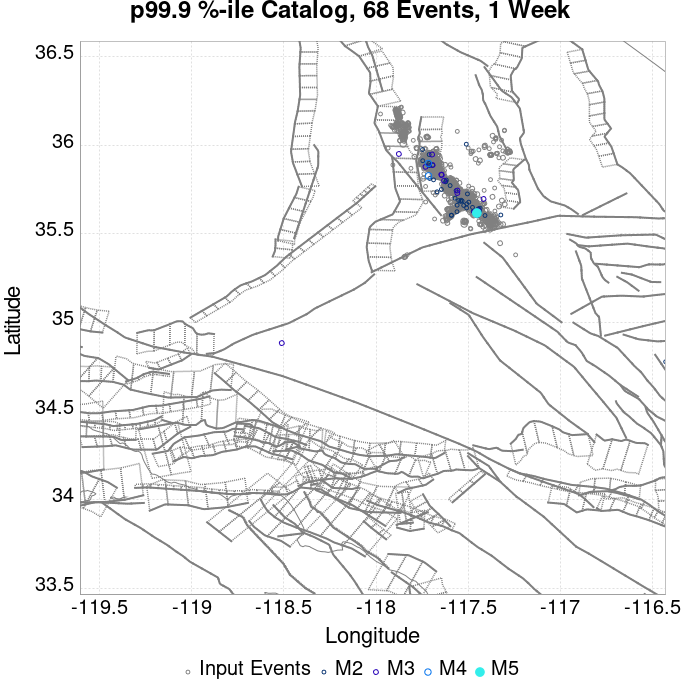 p99.9 %-ile Catalog, 68 Events, 1 Week
36.5
36
35.5
35
34.5
34
33.5
Latitude
-119.5 -119 -118.5 -118 -117.5 -117 -116.5
Longitude
Input Events M2 M3 M4 M5